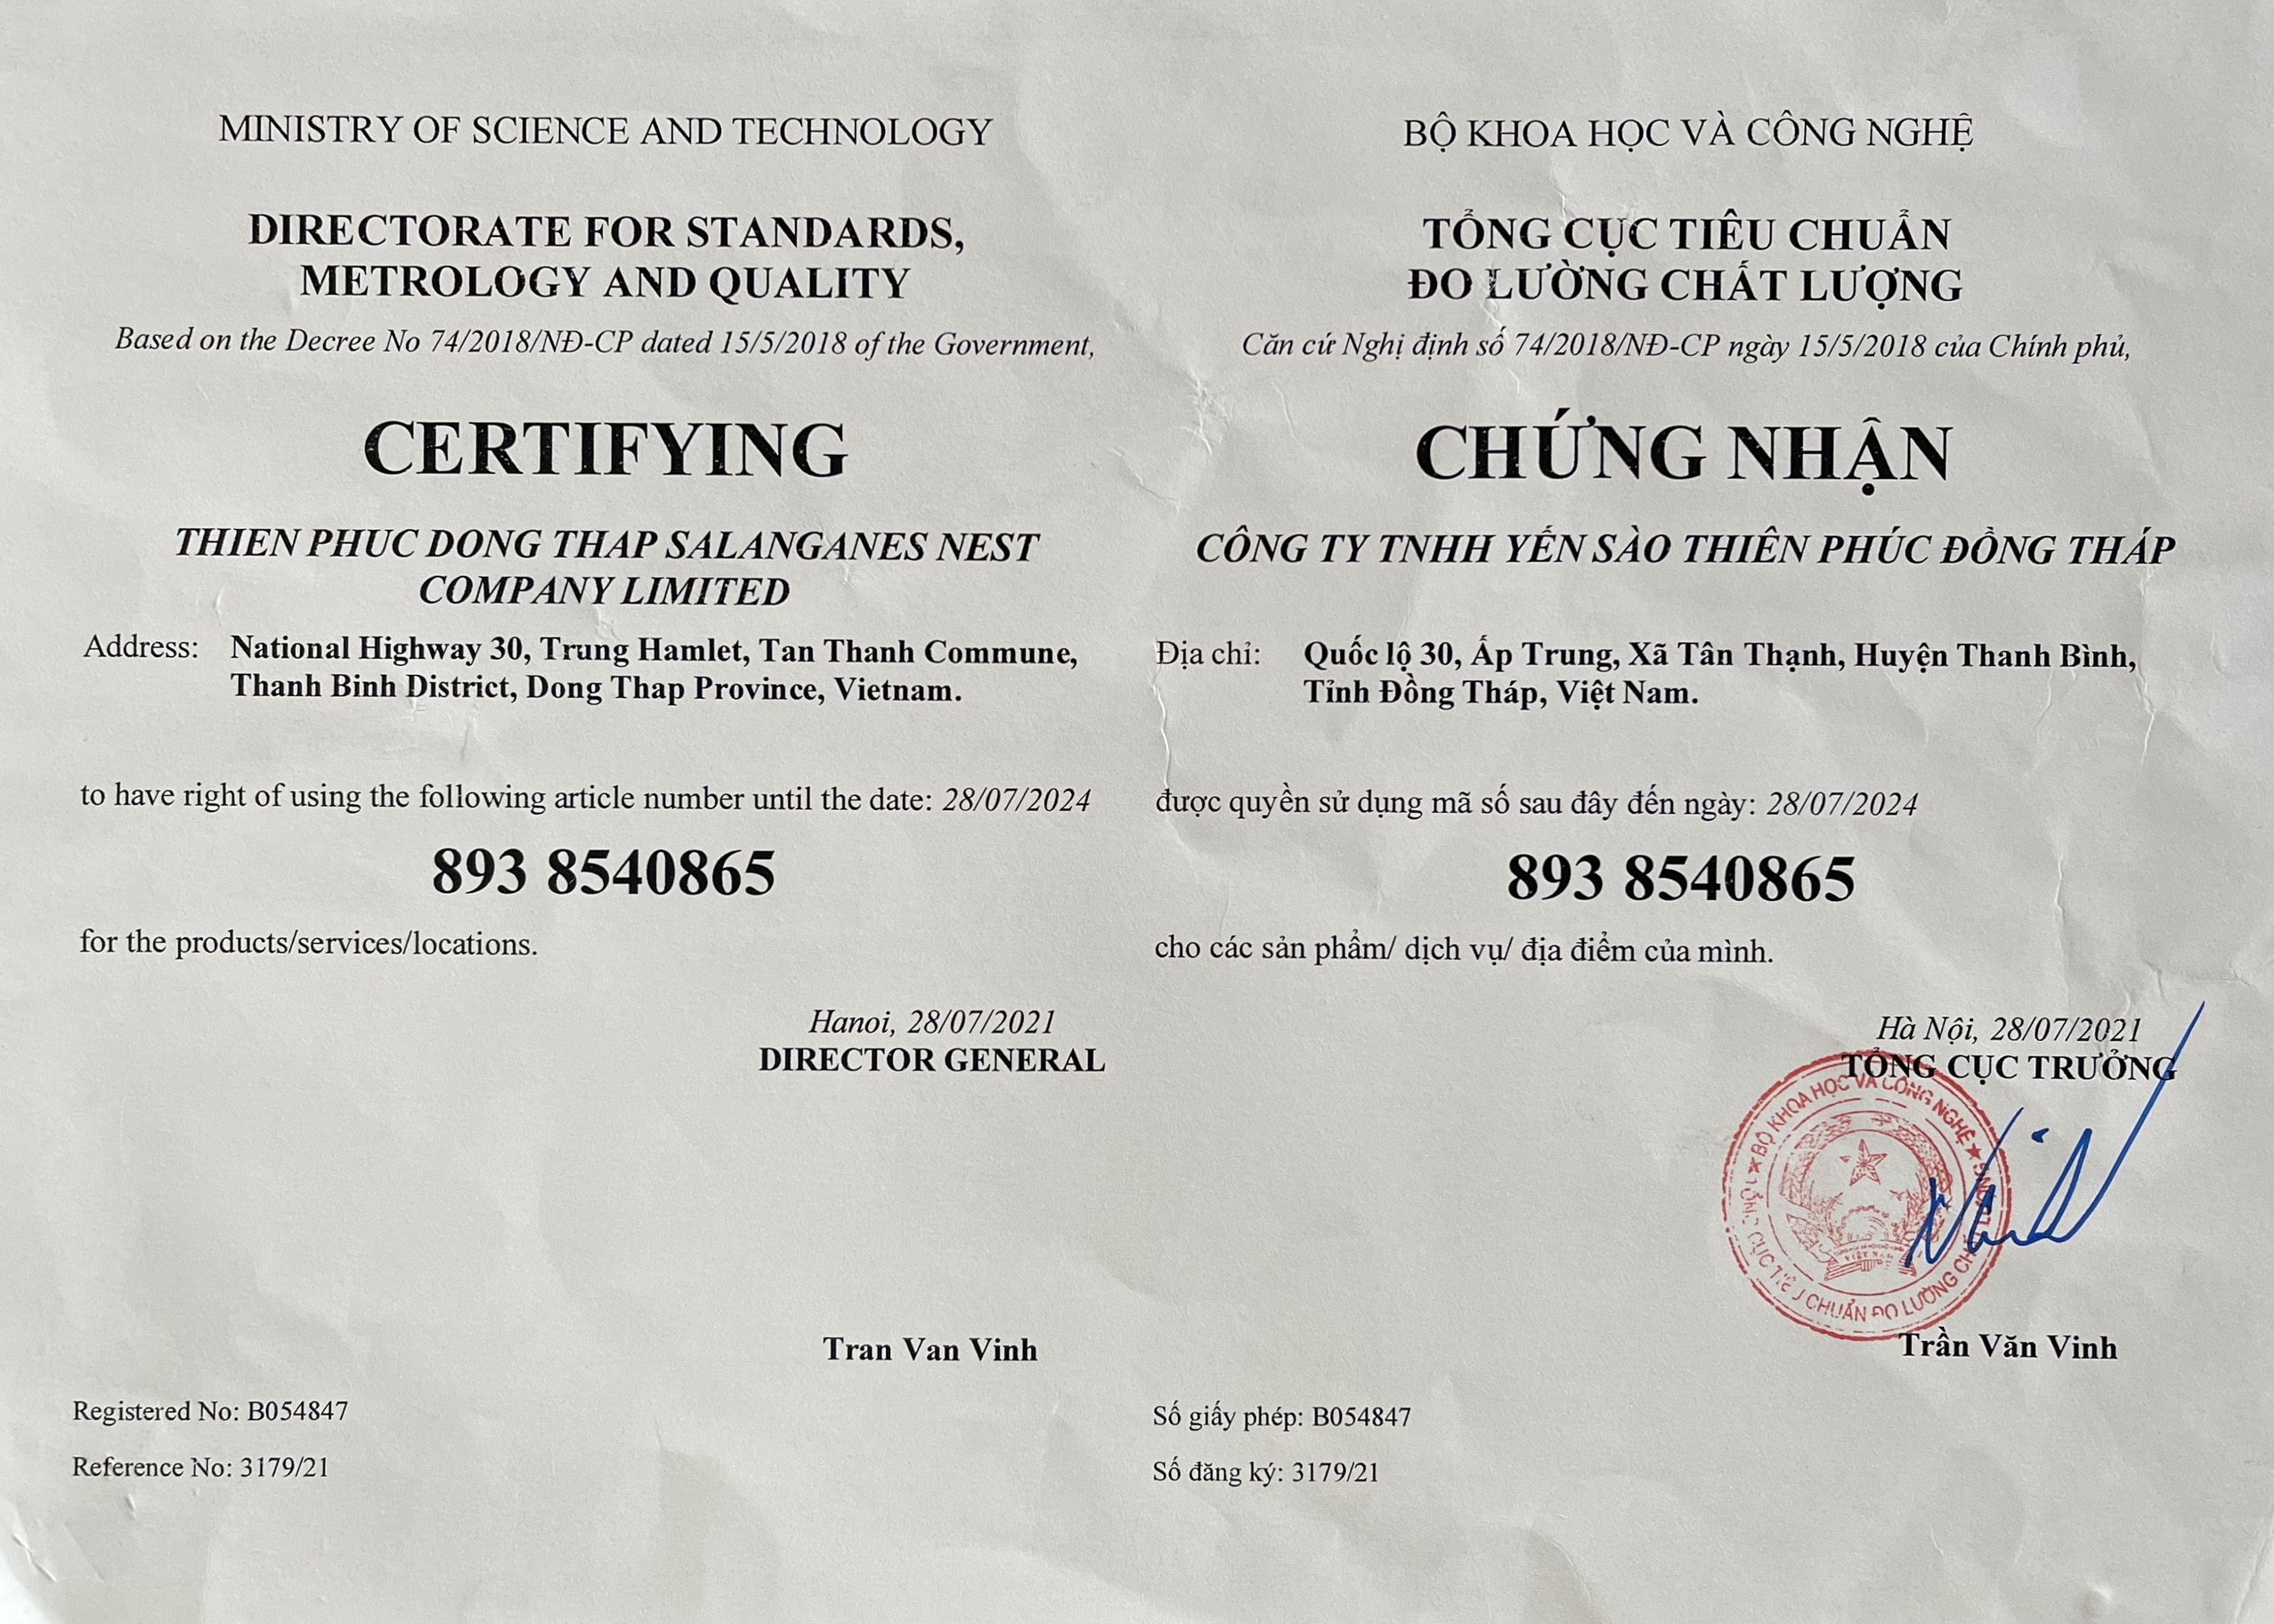 MINISTRY OF SCIENCE AND TECHNOLOGY
DIRECTORATE FOR STANDARDS,
METROLOGY AND QUALITY
Based on the Decree No 74/2018/NĐ-CP dated 15/5/2018 of the Government,
CERTIFYING
THIEN PHUC DONG THAP SALANGANES NEST
COMPANY LIMITED
Address: National Highway 30, Trung Hamlet, Tan Thanh Commune,
Thanh Binh District, Dong Thap Province, Vietnam.
to have right of using the following article number until the date: 28/07/2024
893 8540865
for the products/services/locations.
Hanoi, 28/07/2021
DIRECTOR GENERAL
Tran Van Vinh
Registered No: B054847
Reference No: 3179/21
BỘ KHOA HỌC VÀ CÔNG NGHỆ
TỔNG CỤC TIÊU CHUẨN
ĐO LƯỜNG CHẤT LƯỢNG
Căn cứ Nghị định số 74/2018/NĐ-CP ngày 15/5/2018 của Chính phủ,
CHỨNG NHẬN
CÔNG TY TNHH YẾN SÀO THIÊN PHÚC ĐỒNG THÁP
Địa chỉ: Quốc lộ 30, Ấp Trung, Xã Tân Thạnh, Huyện Thanh Bình,
Tỉnh Đồng Tháp, Việt Nam.
được quyền sử dụng mã số sau đây đến ngày: 28/07/2024
893 8540865
cho các sản phẩm/ dịch vụ/ địa điểm của mình.
Hà Nội, 28/07/2021
TỔNG CỤC TRƯỞNG
BỘ KHOA HỌC VÀ CÔNG NGHỆ
TỔNG CỤC TIÊU CHUẨN ĐO LƯỜNG CHẤT LƯỢNG
VIỆT NAM
Trần Văn Vinh
Số giấy phép: B054847
Số đăng ký: 3179/21